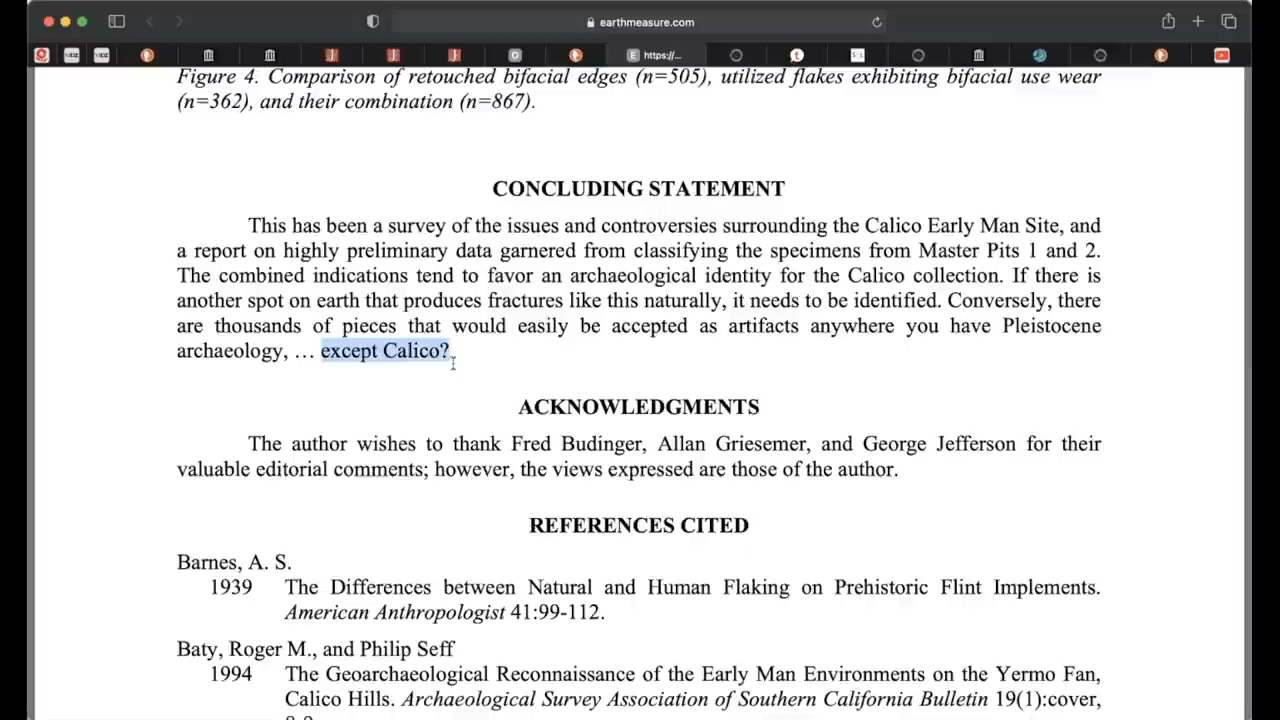 earthmeasure.com
https://...
Figure 4. Comparison of retouched bifacial edges (n=505), utilized flakes exhibiting bifacial use wear
(n=362), and their combination (n=867).
CONCLUDING STATEMENT
This has been a survey of the issues and controversies surrounding the Calico Early Man Site, and
a report on highly preliminary data garnered from classifying the specimens from Master Pits 1 and 2.
The combined indications tend to favor an archaeological identity for the Calico collection. If there is
another spot on earth that produces fractures like this naturally, it needs to be identified. Conversely, there
are thousands of pieces that would easily be accepted as artifacts anywhere you have Pleistocene
archaeology, … except Calico?
ACKNOWLEDGMENTS
The author wishes to thank Fred Budinger, Allan Griesemer, and George Jefferson for their
valuable editorial comments; however, the views expressed are those of the author.
REFERENCES CITED
Barnes, A. S.
1939 The Differences between Natural and Human Flaking on Prehistoric Flint Implements.
American Anthropologist 41:99-112.
Baty, Roger M., and Philip Seff
1994 The Geoarchaeological Reconnaissance of the Early Man Environments on the Yermo Fan,
Calico Hills. Archaeological Survey Association of Southern California Bulletin 19(1):cover,